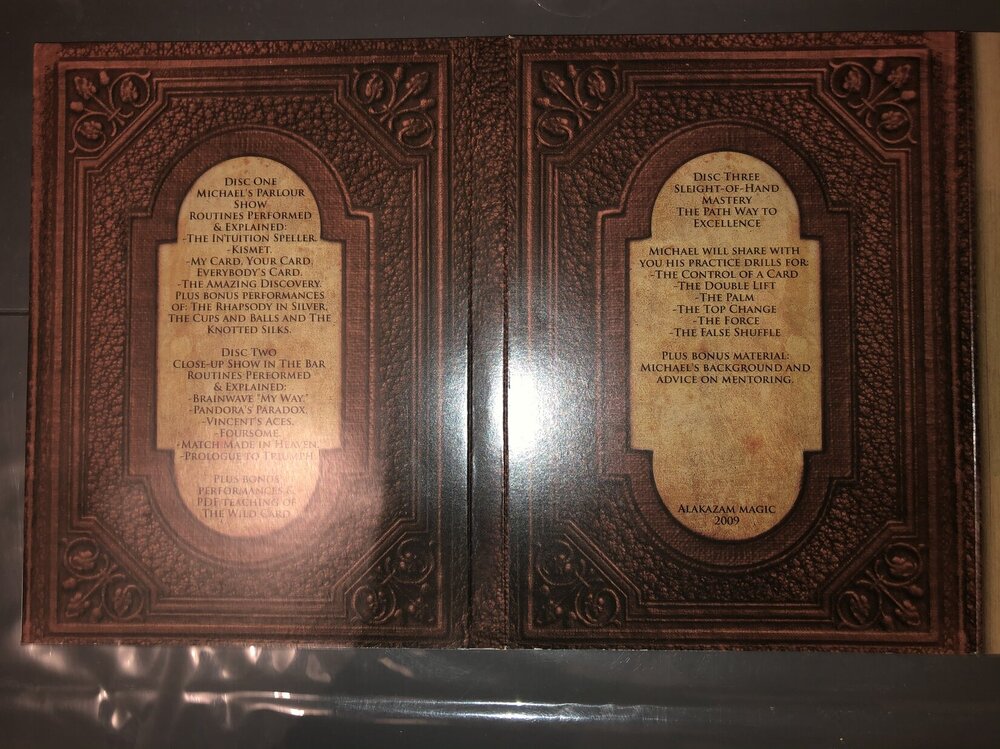 Disc One
Michael's Parlour
Show
Routines Performed
& Explained:
-The Intuition Speller.
-Kismet.
-My Card, Your Card,
Everybody's Card.
-The Amazing Discovery.
Plus bonus performances
of: The Rhapsody in Silver,
The Cups and Balls and The
Knotted Silks.
Disc Two
Close-up Show in The Bar
Routines Performed
& Explained:
-Brainwave "My Way."
-Pandora's Paradox.
-Vincent's Aces.
-Foursome.
-Match Made in Heaven.
-Prologue to Triumph.
Plus bonus
performances &
PDF teaching of
The Wild Card
Disc Three
Sleight-of-Hand
Mastery
The Path Way to
Excellence
Michael will share with
you his practice drills for:
-The Control of a Card
-The Double Lift
-The Palm
-The Top Change
-The Force
-The False Shuffle
Plus bonus material:
Michael's background and
advice on mentoring.
Alakazam magic
2009